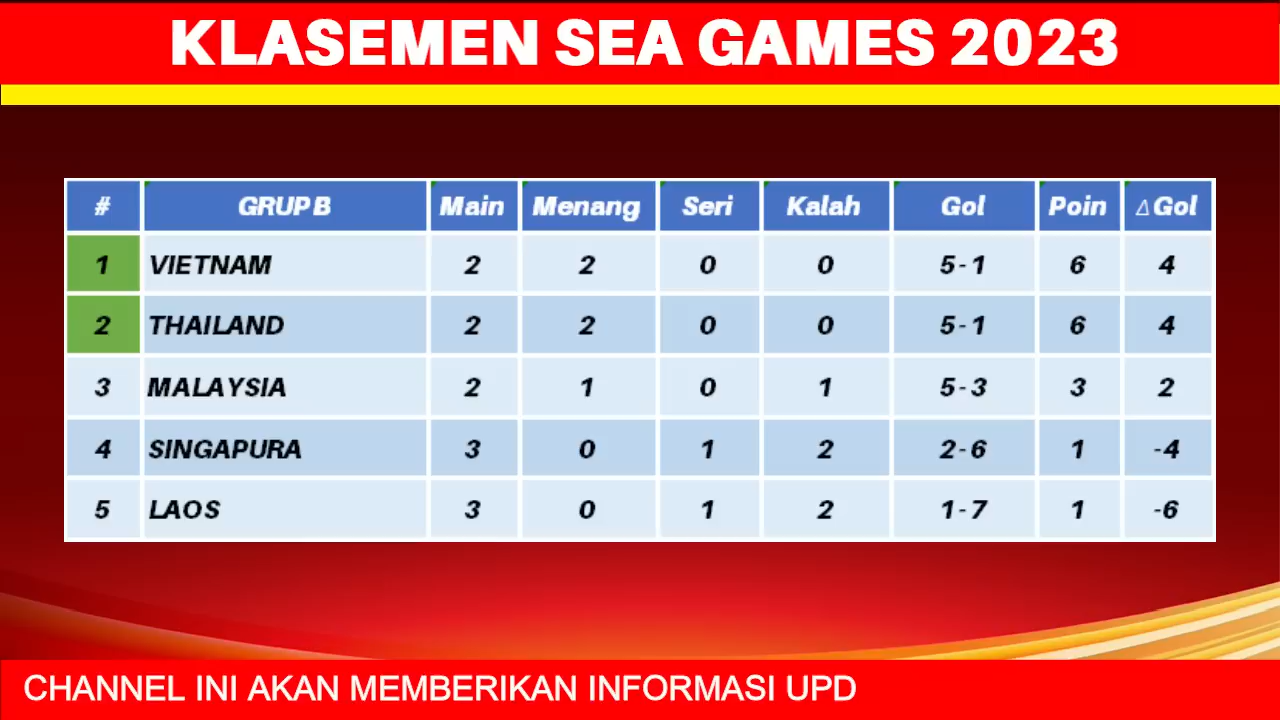 KLASEMEN SEA GAMES 2023
# GRUP B Main Menang Seri Kalah Gol Poin Δ Gol
1 VIETNAM 2 2 0 0 5 - 1 6 4
2 THAILAND 2 2 0 0 5 - 1 6 4
3 MALAYSIA 2 1 0 1 5 - 3 3 2
4 SINGAPURA 3 0 1 2 2 - 6 1 -4
5 LAOS 3 0 1 2 1 - 7 1 -6
CHANNEL INI AKAN MEMBERIKAN INFORMASI UPD